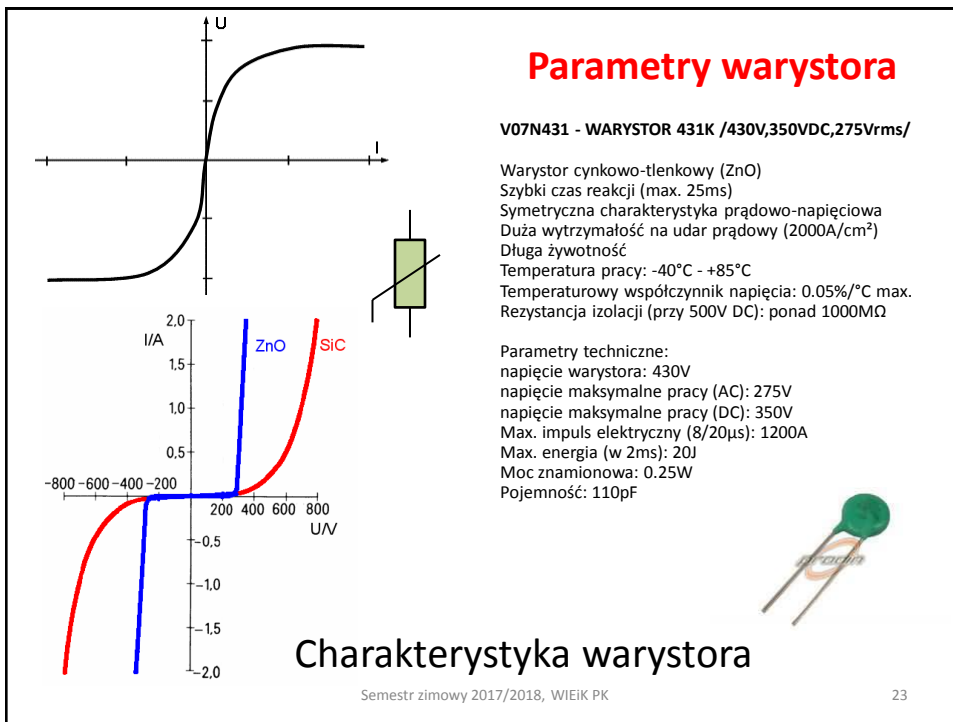 U
I
Parametry warystora
V07N431 - WARYSTOR 431K /430V,350VDC,275Vrms/
Warystor cynkowo-tlenkowy (ZnO)
Szybki czas reakcji (max. 25ms)
Symetryczna charakterystyka prądowo-napięciowa
Duża wytrzymałość na udar prądowy (2000A/cm²)
Długa żywotność
Temperatura pracy: -40°C - +85°C
Temperaturowy współczynnik napięcia: 0.05%/°C max.
Rezystancja izolacji (przy 500V DC): ponad 1000MΩ
Parametry techniczne:
napięcie warystora: 430V
napięcie maksymalne pracy (AC): 275V
napięcie maksymalne pracy (DC): 350V
Max. impuls elektryczny (8/20µs): 1200A
Max. energia (w 2ms): 20J
Moc znamionowa: 0.25W
Pojemność: 110pF
2.0
I/A
ZnO
SiC
1,5
1,0
0,5
−800 −600 −400 −200
200 400 600 800
U/V
−0,5
−1,0
−1,5
−2,0
prodin
Charakterystyka warystora
Semestr zimowy 2017/2018, WIEiK PK
23